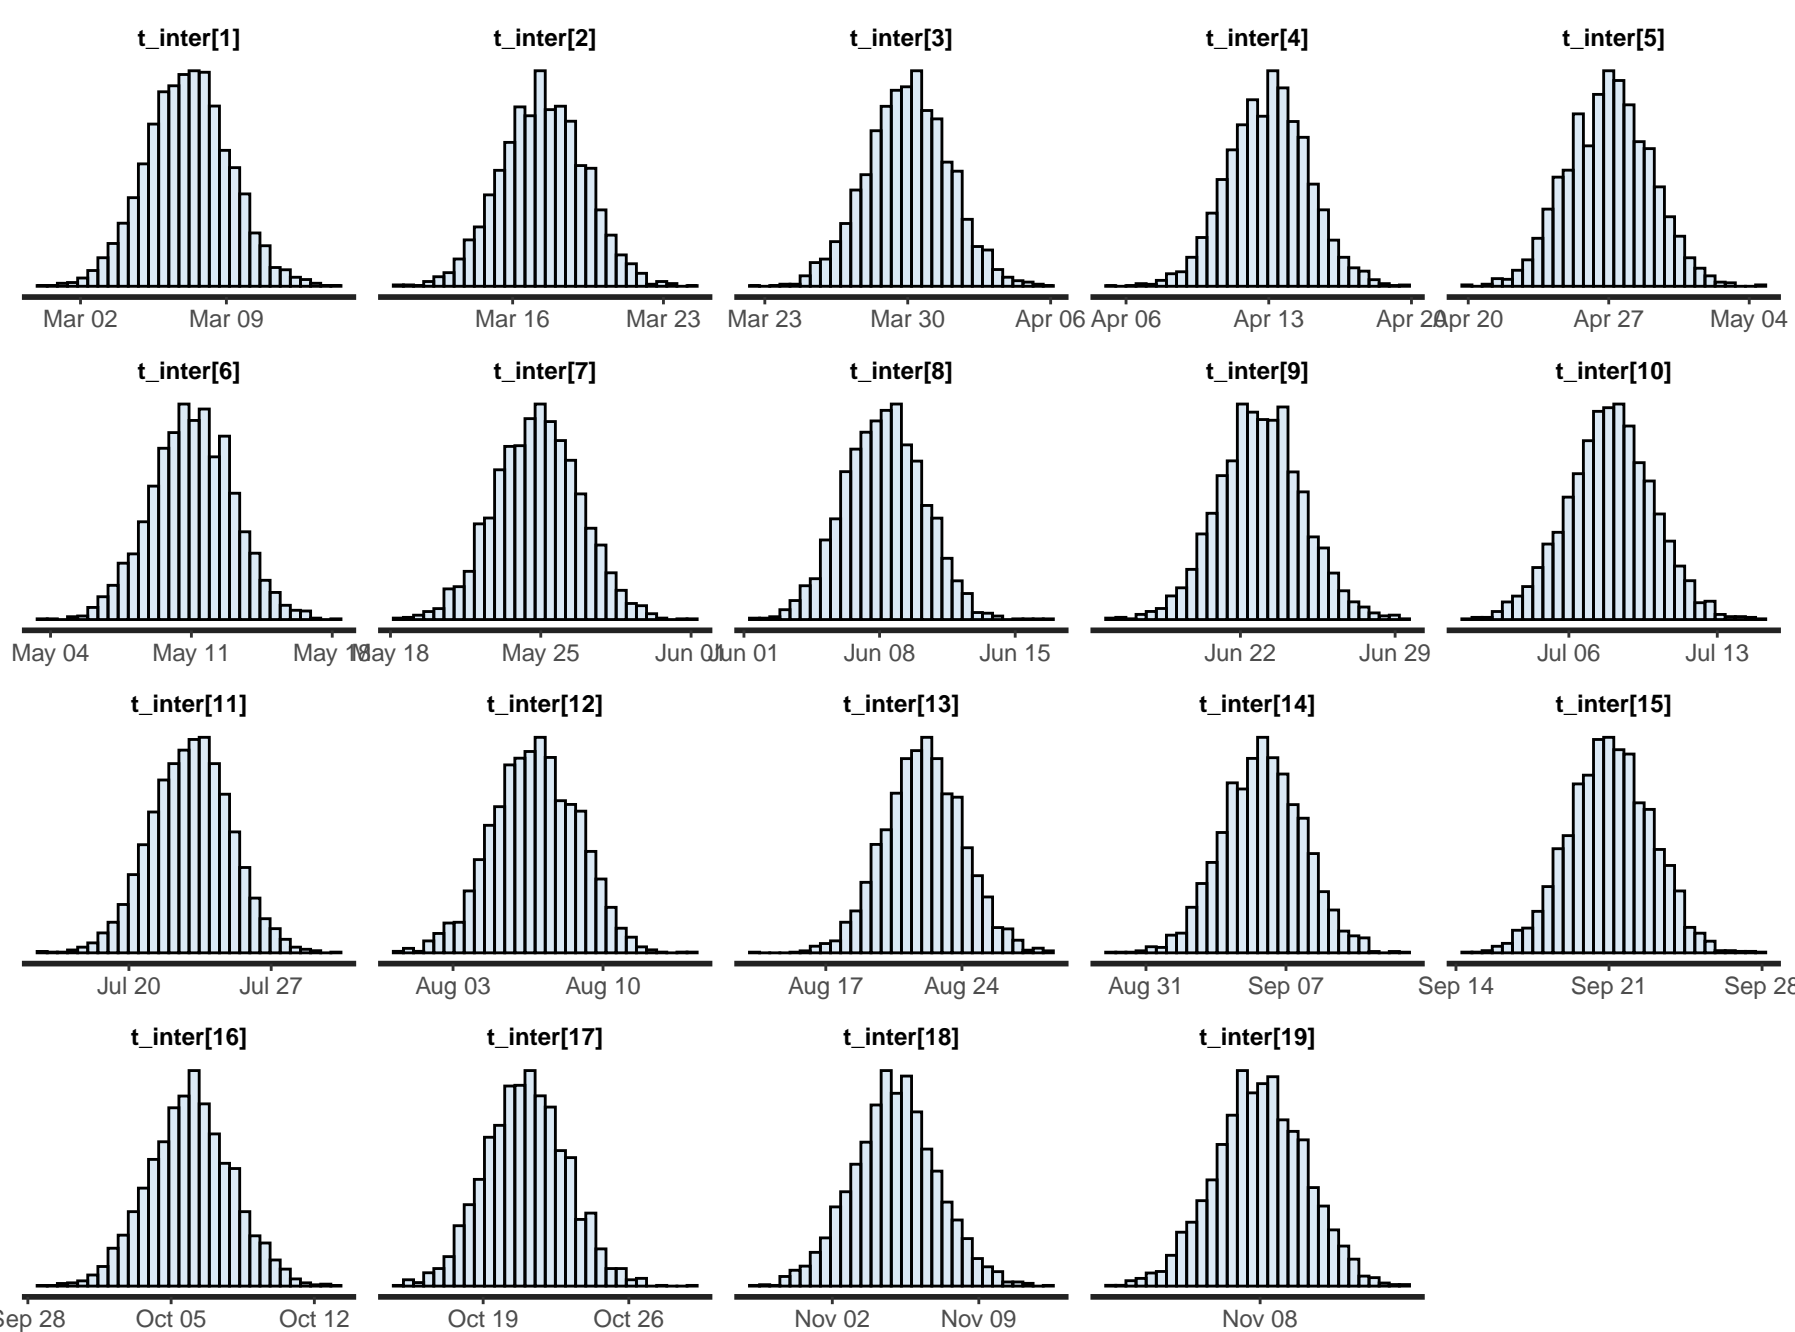 t_inter[1] t_inter[2] t_inter[3] t_inter[4] t_inter[5]
Mar 02 Mar 09 Mar 16 Mar 23 Mar 23 Mar 30 Apr 06 Apr 06 Apr 13 Apr 20 Apr 20 Apr 27 May 04
t_inter[6] t_inter[7] t_inter[8] t_inter[9] t_inter[10]
May 04 May 11 May 18 May 18 May 25 Jun 01 Jun 01 Jun 08 Jun 15 Jun 22 Jun 29 Jul 06 Jul 13
t_inter[11] t_inter[12] t_inter[13] t_inter[14] t_inter[15]
Jul 20 Jul 27 Aug 03 Aug 10 Aug 17 Aug 24 Aug 31 Sep 07 Sep 14 Sep 21 Sep 28
t_inter[16] t_inter[17] t_inter[18] t_inter[19]
Sep 28 Oct 05 Oct 12 Oct 19 Oct 26 Nov 02 Nov 09 Nov 08